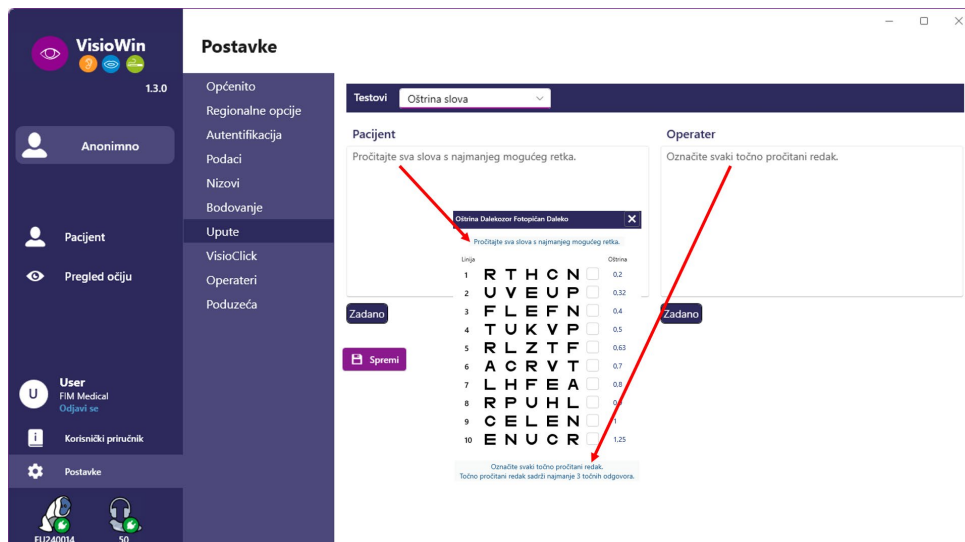 VisioWin
1.3.0
Anonimno
Pacijent
Pregled očiju
U
User
FIM Medical
Odjavi se
Korisnički priručnik
Postavke
EU240014
50
Postavke
Općenito
Regionalne opcije
Autentifikacija
Podaci
Nizovi
Bodovanje
Upute
VisioClick
Operateri
Poduzeća
Testovi
Oštrina slova
Pacijent
Pročitajte sva slova s najmanjeg mogućeg retka.
Zadano
Spremi
Operater
Označite svaki točno pročitani redak.
Zadano
Oštrina Dalekozor Fotopičan Daleko
Pročitajte sva slova s najmanjeg mogućeg retka.
Linija Oštrina
1 R T H C N 0,2
2 U V E U P 0,32
3 F L E F N 0,4
4 T U K V P 0,5
5 R L Z T F 0,63
6 A C R V T 0,7
7 L H F E A 0,8
8 R P U H L
9 C E L E N 1
10 E N U C R 1,25
Označite svaki točno pročitani redak.
Točno pročitani redak sadrži najmanje 3 točnih odgovora.